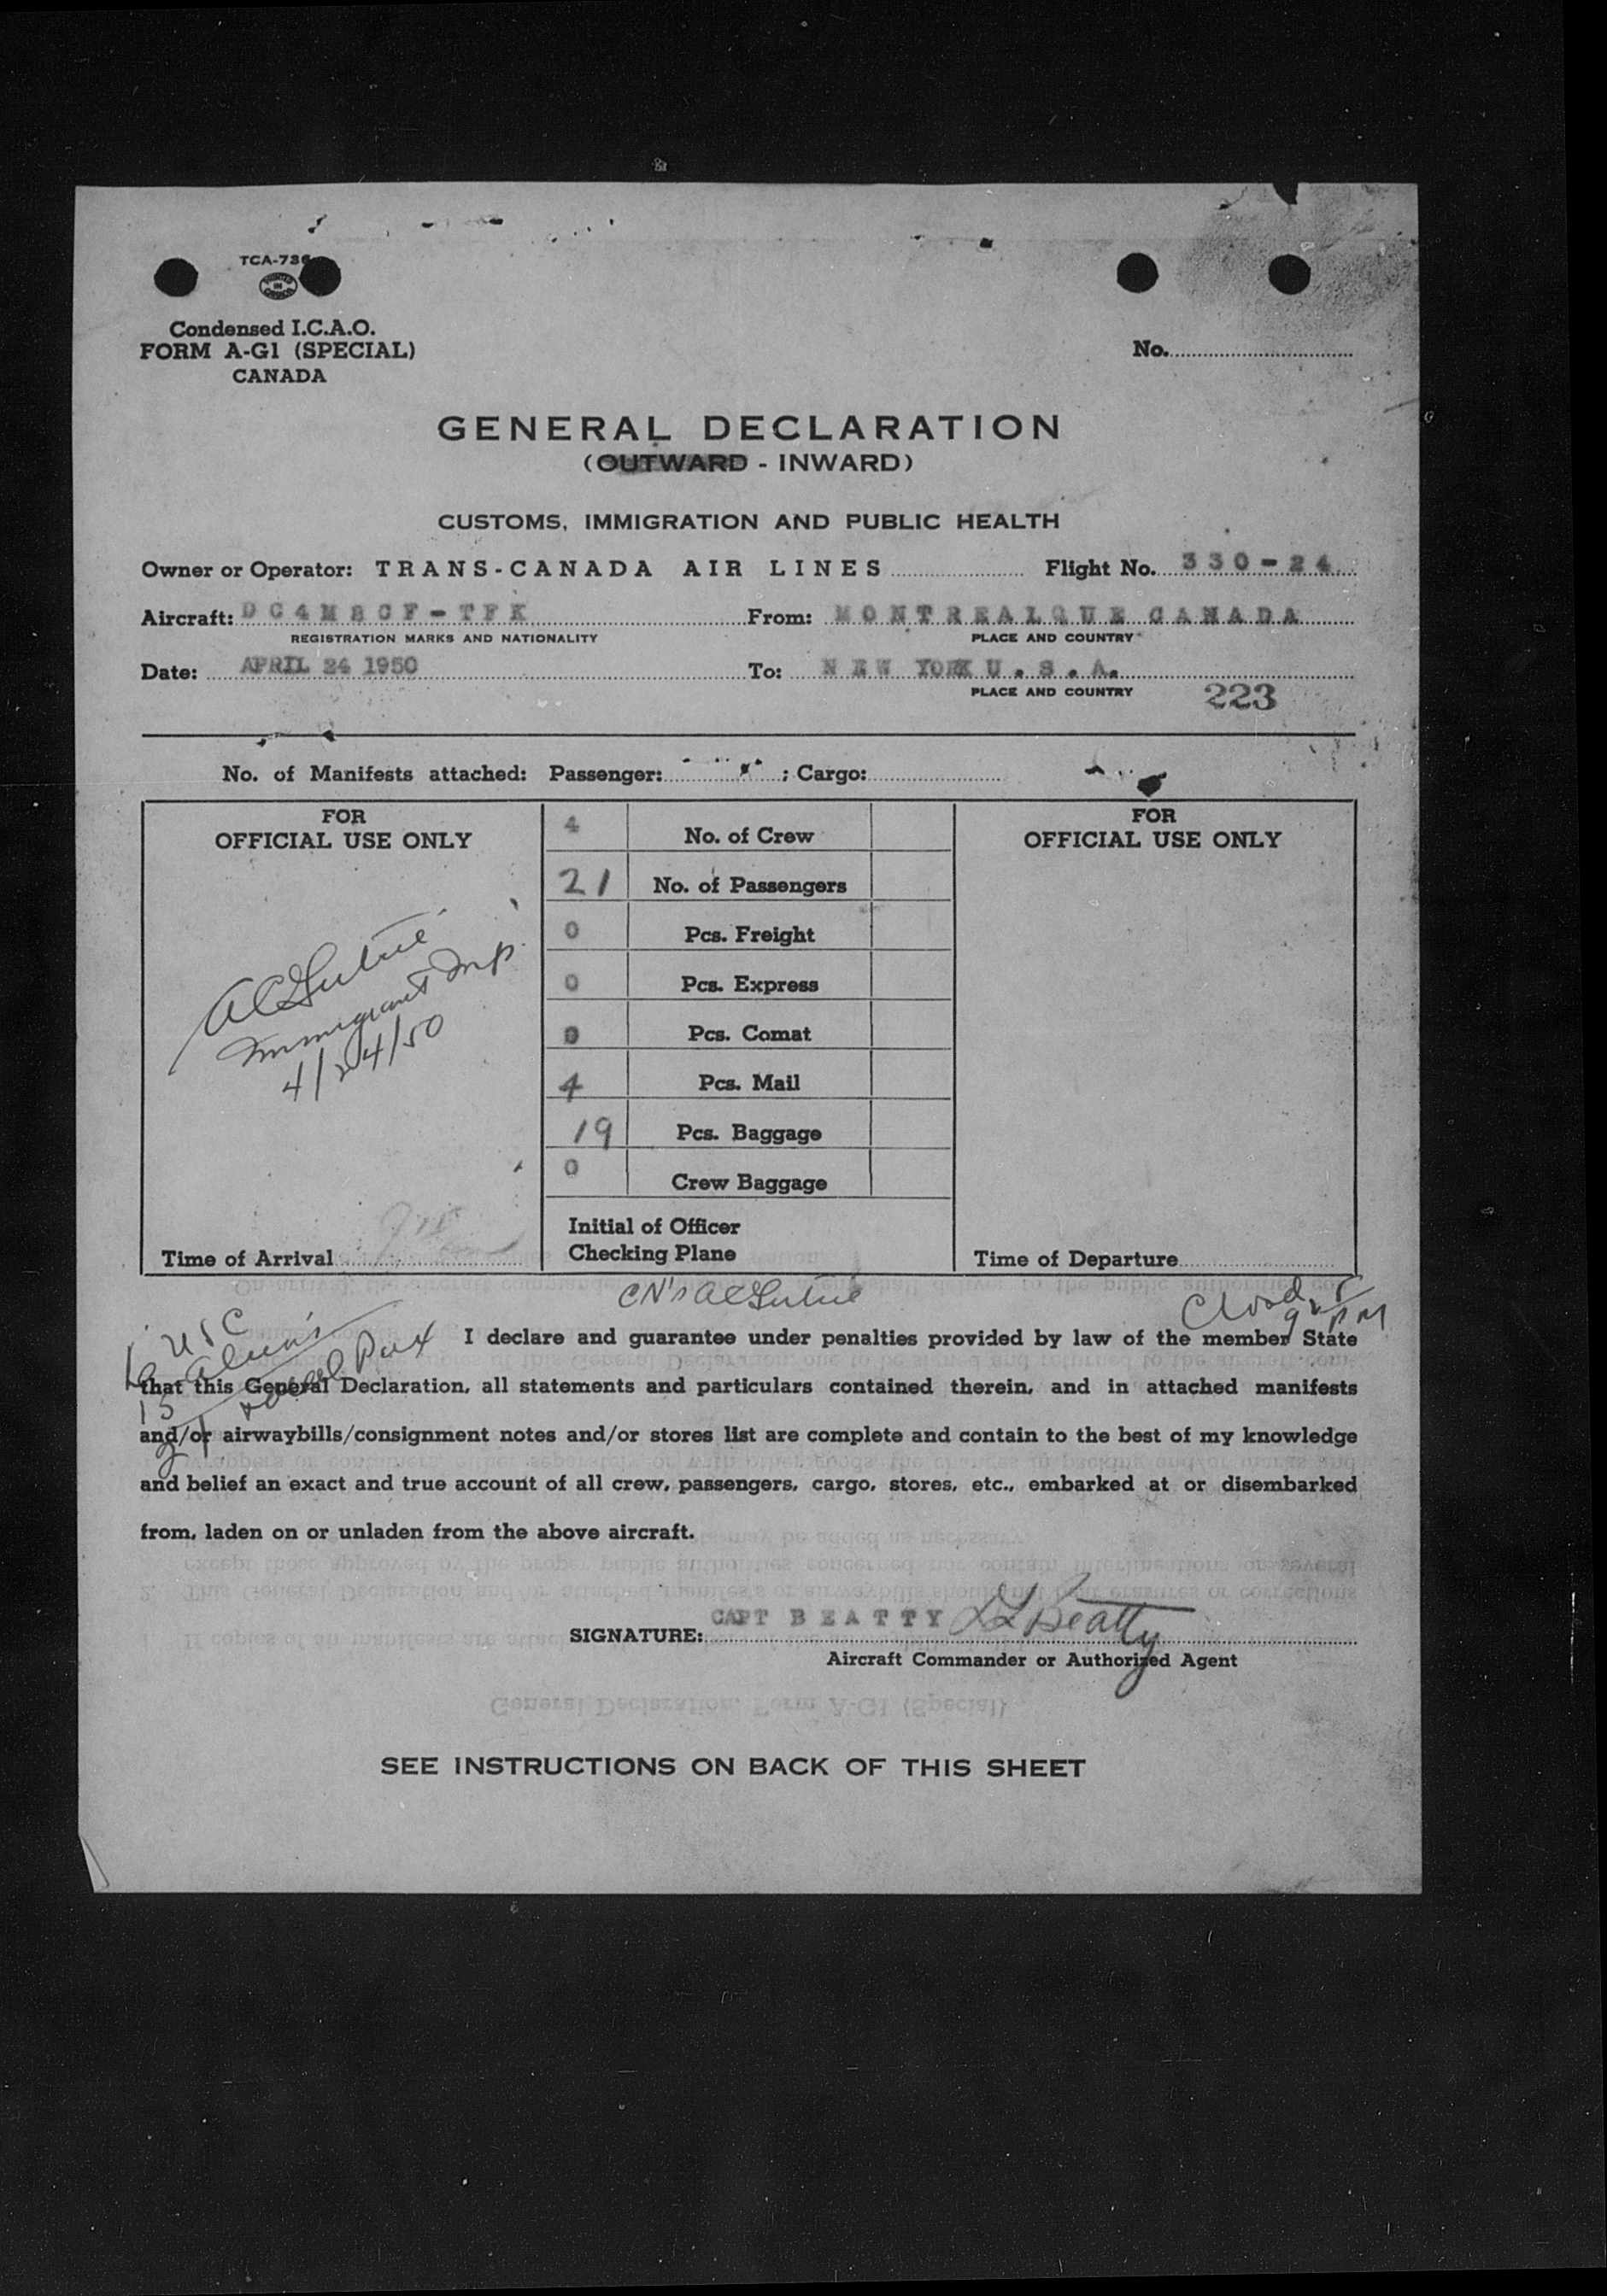 TCA-736
Condensed I.C.A.O.
FORM A-G1 (SPECIAL)
CANADA
No.
GENERAL DECLARATION
(OUTWARD - INWARD)
CUSTOMS, IMMIGRATION AND PUBLIC HEALTH
Owner or Operator: TRANS-CANADA AIR LINES Flight No. 330-24
Aircraft: DC4M2CF-TFK From: MONTREALQUE CANADA
REGISTRATION MARKS AND NATIONALITY PLACE AND COUNTRY
Date: APRIL 24 1950 To: NEW YORK U.S.A.
PLACE AND COUNTRY 223
No. of Manifests attached: Passenger: ; Cargo:
FOR
OFFICIAL USE ONLY
4 No. of Crew
21 No. of Passengers
0 Pcs. Freight
0 Pcs. Express
0 Pcs. Comat
4 Pcs. Mail
19 Pcs. Baggage
0 Crew Baggage
Immigrant Insp.
4/24/50
Time of Arrival
Initial of Officer
Checking Plane
FOR
OFFICIAL USE ONLY
Time of Departure
USC
15 Aliens
21 Total Pax
I declare and guarantee under penalties provided by law of the member State
that this General Declaration, all statements and particulars contained therein, and in attached manifests
and/or airwaybills/consignment notes and/or stores list are complete and contain to the best of my knowledge
and belief an exact and true account of all crew, passengers, cargo, stores, etc., embarked at or disembarked
from, laden on or unladen from the above aircraft.
SIGNATURE: CAPT BEATTY Beatty
Aircraft Commander or Authorized Agent
SEE INSTRUCTIONS ON BACK OF THIS SHEET